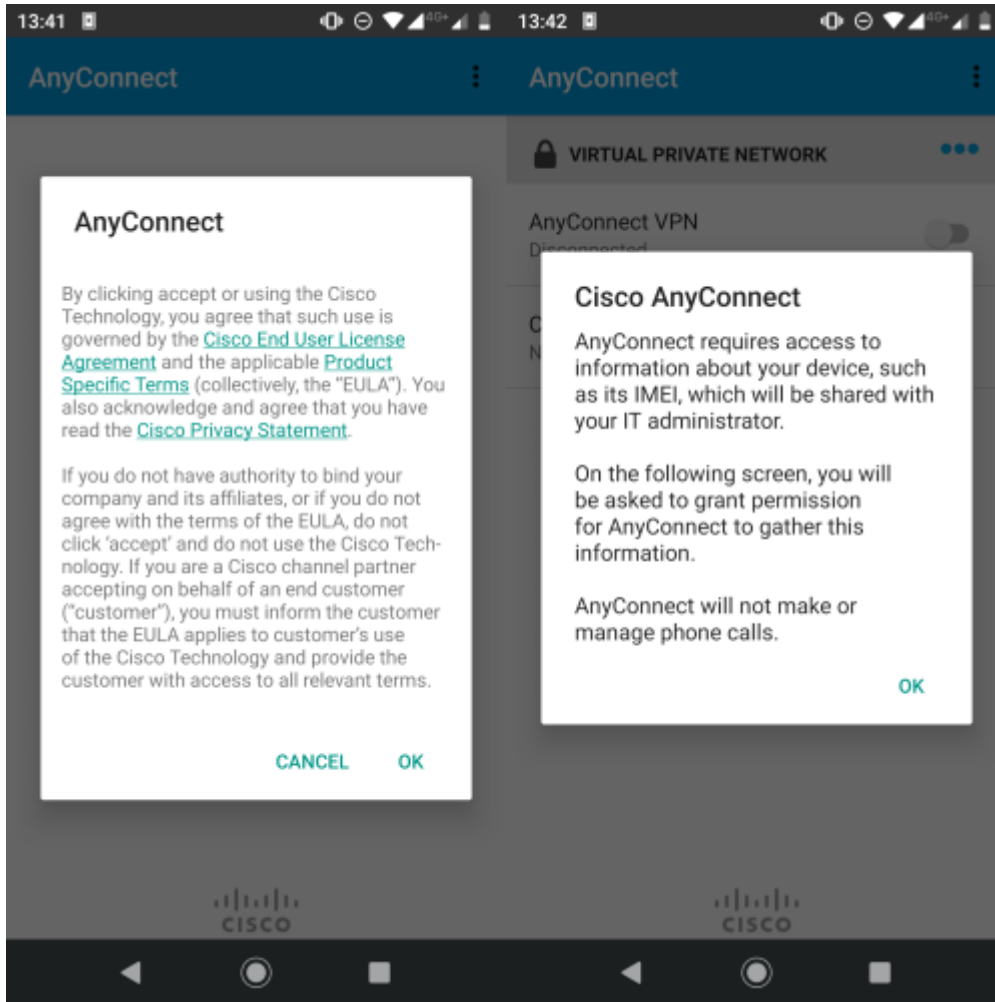 13:41
4G+
AnyConnect
AnyConnect
By clicking accept or using the Cisco
Technology, you agree that such use is
governed by the Cisco End User License
Agreement and the applicable Product
Specific Terms (collectively, the "EULA"). You
also acknowledge and agree that you have
read the Cisco Privacy Statement.
If you do not have authority to bind your
company and its affiliates, or if you do not
agree with the terms of the EULA, do not
click 'accept' and do not use the Cisco Tech-
nology. If you are a Cisco channel partner
accepting on behalf of an end customer
("customer"), you must inform the customer
that the EULA applies to customer's use
of the Cisco Technology and provide the
customer with access to all relevant terms.
CANCEL OK
CISCO
13:42
4G+
AnyConnect
VIRTUAL PRIVATE NETWORK
AnyConnect VPN
Disconnected
C
N
Cisco AnyConnect
AnyConnect requires access to
information about your device, such
as its IMEI, which will be shared with
your IT administrator.
On the following screen, you will
be asked to grant permission
for AnyConnect to gather this
information.
AnyConnect will not make or
manage phone calls.
OK
CISCO